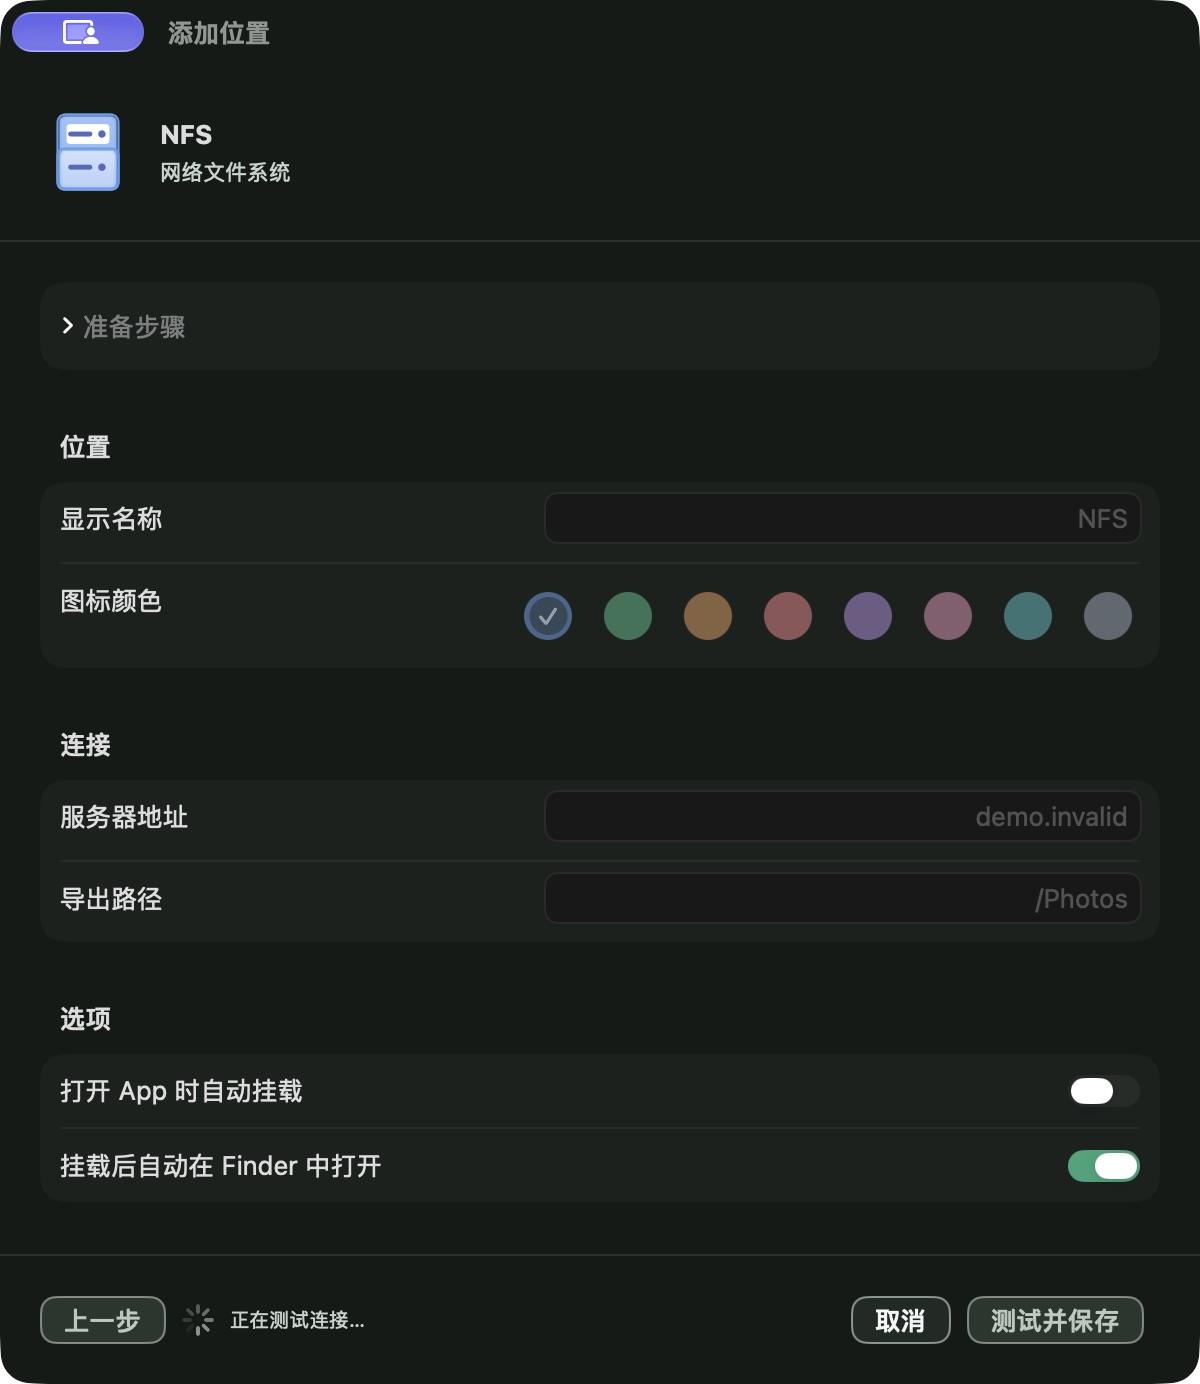 添加位置
NFS
网络文件系统
准备步骤
位置
显示名称
NFS
图标颜色
连接
服务器地址
demo.invalid
导出路径
/Photos
选项
打开 App 时自动挂载
挂载后自动在 Finder 中打开
上一步
正在测试连接...
取消
测试并保存